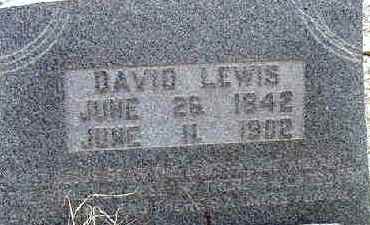 DAVID LEWIS
JUNE 26, 1842
JUNE 11, 1902